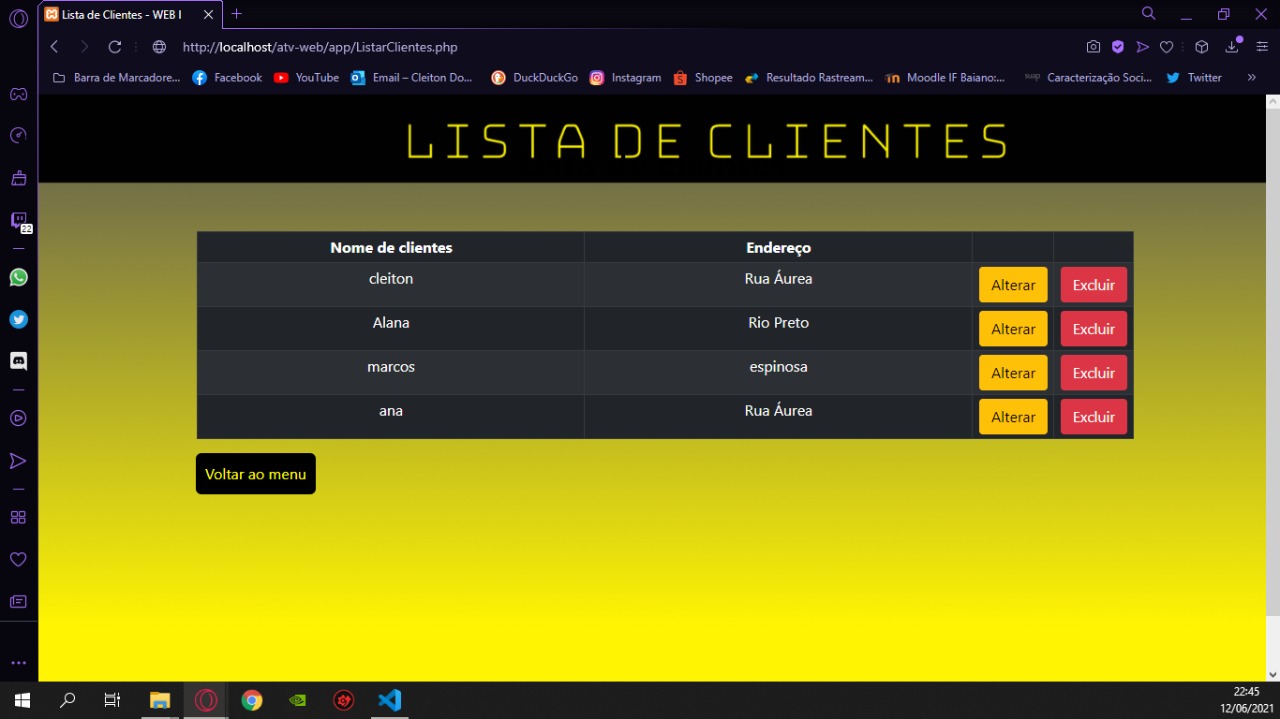 Lista de Clientes - WEB I
http://localhost/atv-web/app/ListarClientes.php
Barra de Marcadore... Facebook YouTube Email – Cleiton Do... DuckDuckGo Instagram Shopee Resultado Rastream... Moodle IF Baiano:... Caracterização Soci... Twitter »
LISTA DE CLIENTES
Nome de clientes Endereço
cleiton Rua Áurea Alterar Excluir
Alana Rio Preto Alterar Excluir
marcos espinosa Alterar Excluir
ana Rua Áurea Alterar Excluir
Voltar ao menu
22
22:45
12/06/2021